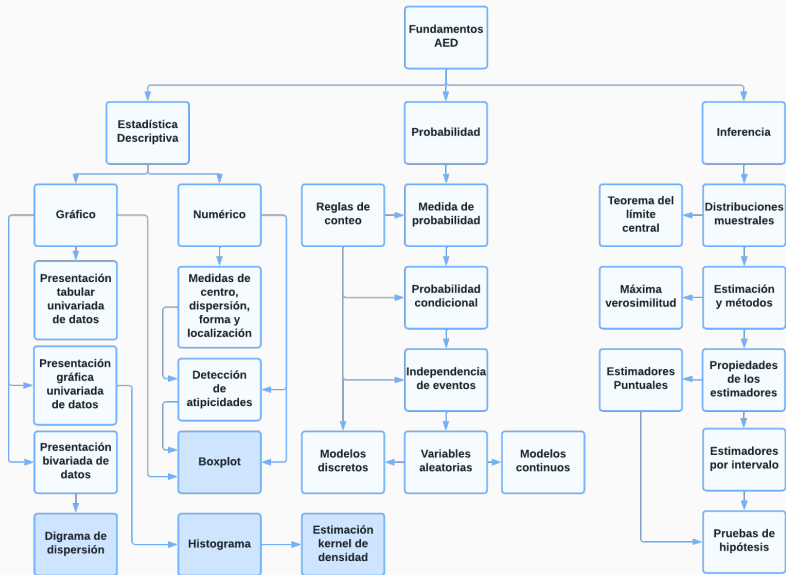 Fundamentos
AED
Estadística
Descriptiva
Probabilidad
Inferencia
Gráfico
Numérico
Reglas de
conteo
Medida de
probabilidad
Teorema del
límite
central
Distribuciones
muestrales
Presentación
tabular
univariada
de datos
Medidas de
centro,
dispersión,
forma y
localización
Probabilidad
condicional
Máxima
verosimilitud
Estimación
y métodos
Presentación
gráfica
univariada
de datos
Detección
de
atipicidades
Independencia
de eventos
Estimadores
Puntuales
Propiedades
de los
estimadores
Presentación
bivariada de
datos
Boxplot
Modelos
discretos
Variables
aleatorias
Modelos
continuos
Estimadores
por intervalo
Digrama de
dispersión
Histograma
Estimación
kernel de
densidad
Pruebas de
hipótesis